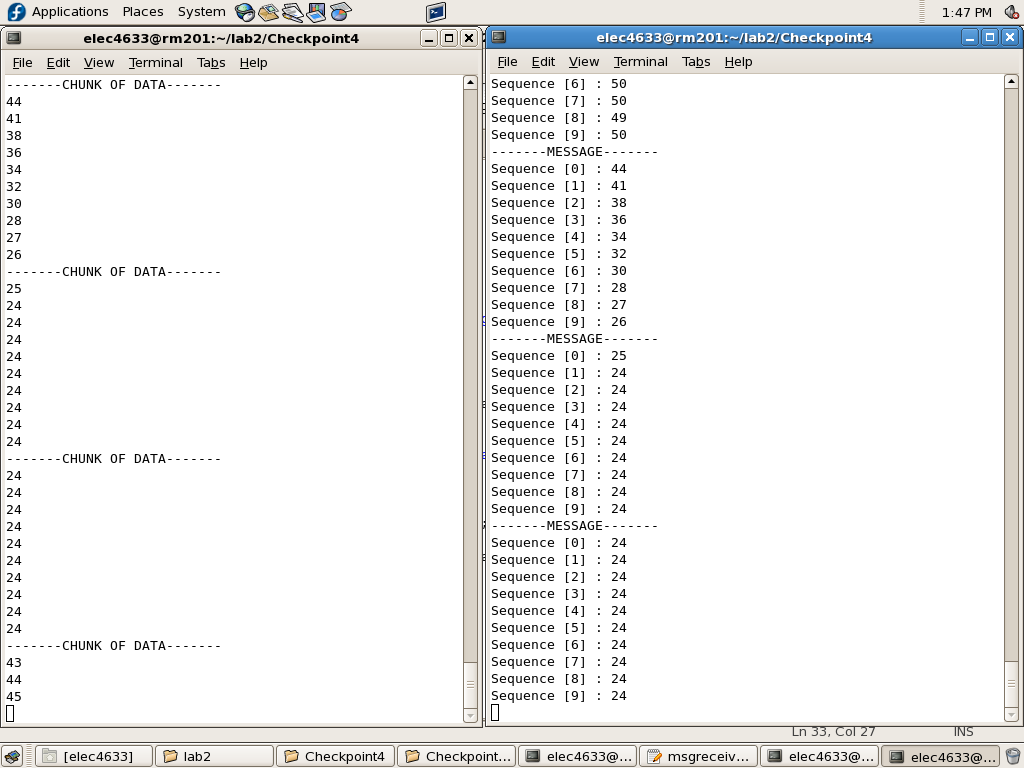 Applications Places System 1:47 PM
elec4633@rm201:~/lab2/Checkpoint4
File Edit View Terminal Tabs Help
-------CHUNK OF DATA-------
44
41
38
36
34
32
30
28
27
26
-------CHUNK OF DATA-------
25
24
24
24
24
24
24
24
24
24
-------CHUNK OF DATA-------
24
24
24
24
24
24
24
24
24
24
-------CHUNK OF DATA-------
43
44
45
elec4633@rm201:~/lab2/Checkpoint4
File Edit View Terminal Tabs Help
Sequence [6] : 50
Sequence [7] : 50
Sequence [8] : 49
Sequence [9] : 50
-------MESSAGE-------
Sequence [0] : 44
Sequence [1] : 41
Sequence [2] : 38
Sequence [3] : 36
Sequence [4] : 34
Sequence [5] : 32
Sequence [6] : 30
Sequence [7] : 28
Sequence [8] : 27
Sequence [9] : 26
-------MESSAGE-------
Sequence [0] : 25
Sequence [1] : 24
Sequence [2] : 24
Sequence [3] : 24
Sequence [4] : 24
Sequence [5] : 24
Sequence [6] : 24
Sequence [7] : 24
Sequence [8] : 24
Sequence [9] : 24
-------MESSAGE-------
Sequence [0] : 24
Sequence [1] : 24
Sequence [2] : 24
Sequence [3] : 24
Sequence [4] : 24
Sequence [5] : 24
Sequence [6] : 24
Sequence [7] : 24
Sequence [8] : 24
Sequence [9] : 24
Ln 33, Col 27 INS
[elec4633] lab2 Checkpoint4 Checkpoint... elec4633@... msgreceiv... elec4633@... elec4633@...